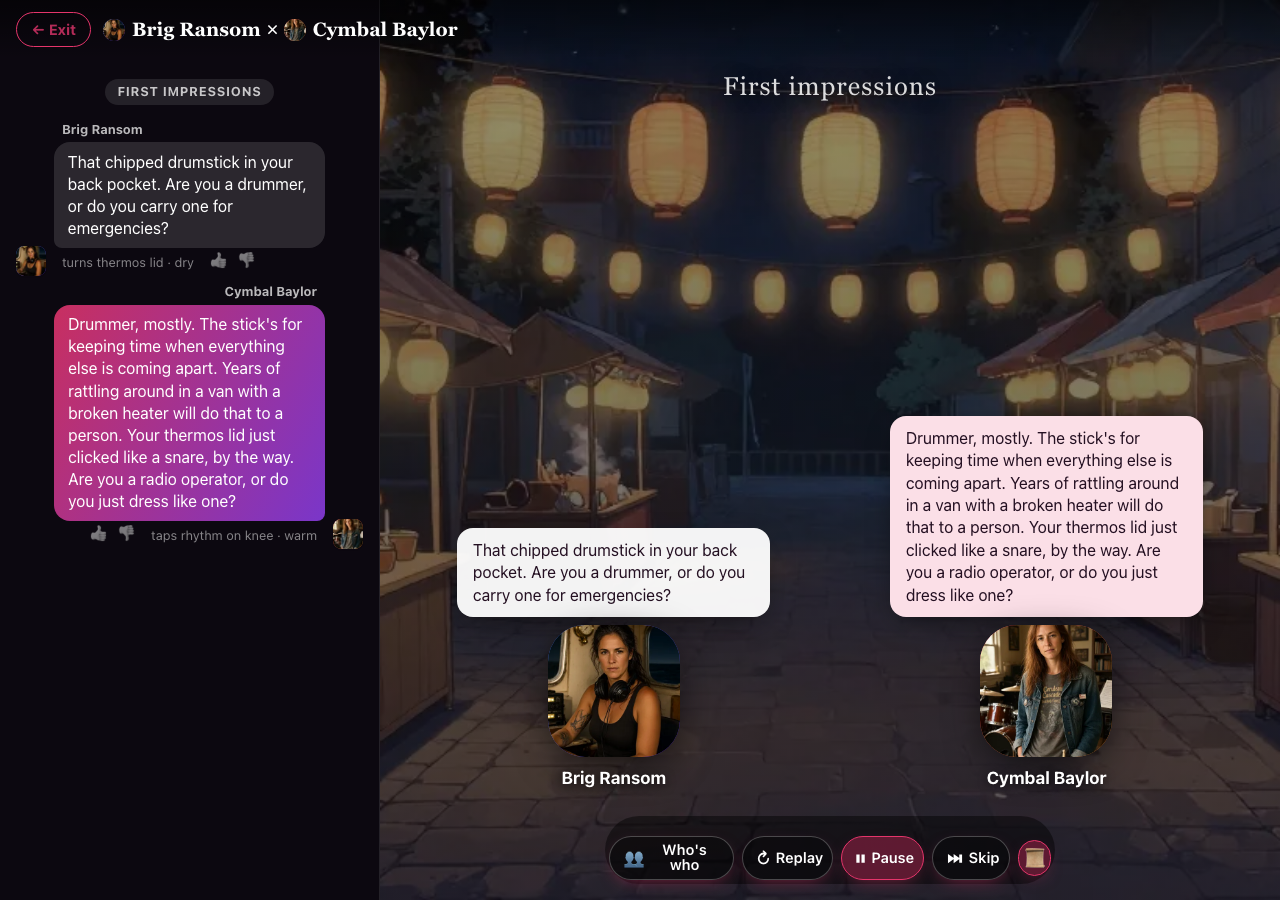 ← Exit
Brig Ransom × Cymbal Baylor
FIRST IMPRESSIONS
Brig Ransom
That chipped drumstick in your
back pocket. Are you a drummer,
or do you carry one for
emergencies?
turns thermos lid · dry
Cymbal Baylor
Drummer, mostly. The stick's for
keeping time when everything
else is coming apart. Years of
rattling around in a van with a
broken heater will do that to a
person. Your thermos lid just
clicked like a snare, by the way.
Are you a radio operator, or do
you just dress like one?
taps rhythm on knee · warm
First impressions
That chipped drumstick in your back
pocket. Are you a drummer, or do you
carry one for emergencies?
Drummer, mostly. The stick's for
keeping time when everything else is
coming apart. Years of rattling around
in a van with a broken heater will do
that to a person. Your thermos lid just
clicked like a snare, by the way. Are
you a radio operator, or do you just
dress like one?
Brig Ransom
Cymbal Baylor
Who's
who
Replay
Pause
Skip